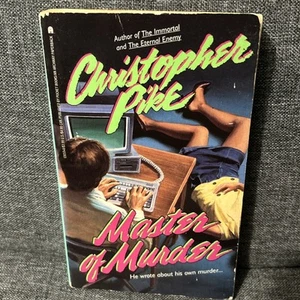 Author of The Immortal
and The Eternal Enemy
Christopher
Pike
Master
of Murder
He wrote about his own murder...